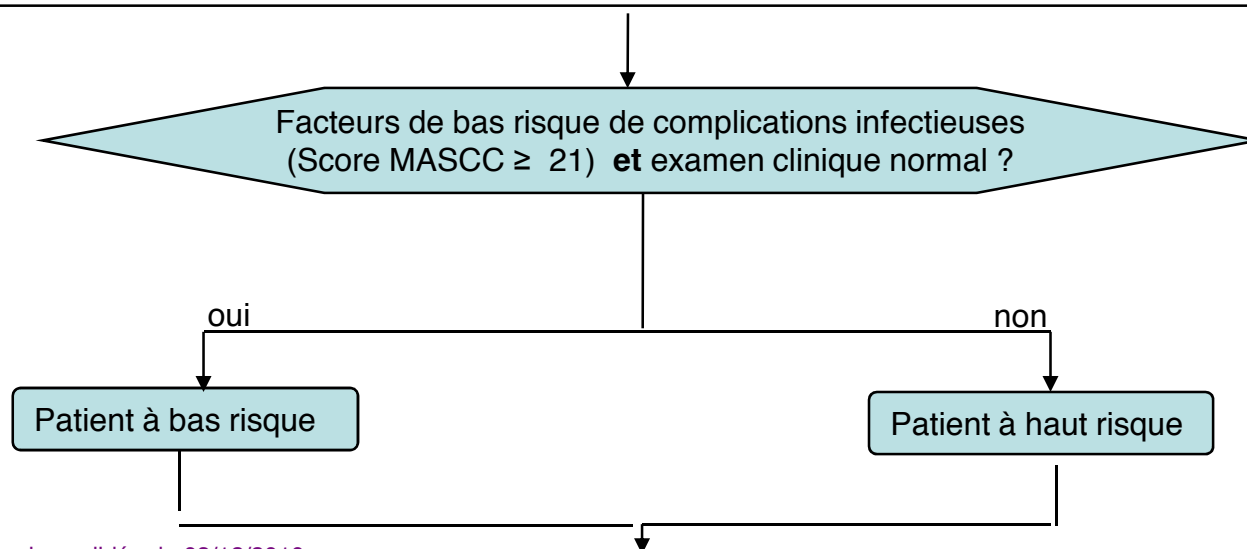 Facteurs de bas risque de complications infectieuses
(Score MASCC ≥ 21) et examen clinique normal ?
oui
non
Patient à bas risque
Patient à haut risque